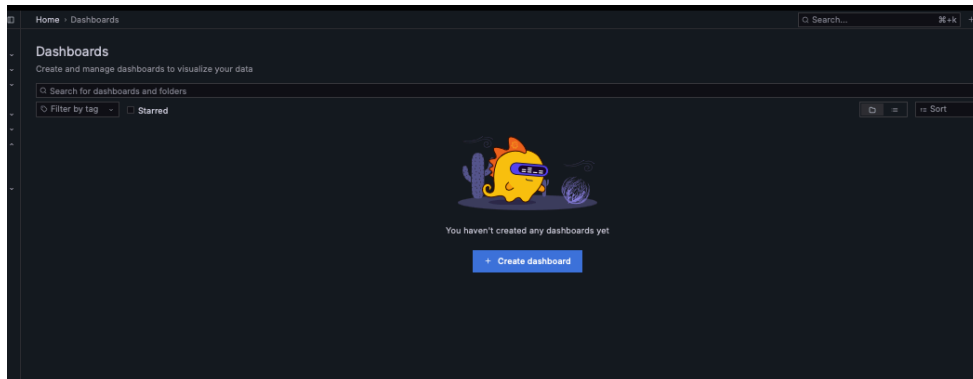 Home › Dashboards
Search... ⌘+k
Dashboards
Create and manage dashboards to visualize your data
Search for dashboards and folders
Filter by tag Starred Sort
You haven't created any dashboards yet
+ Create dashboard